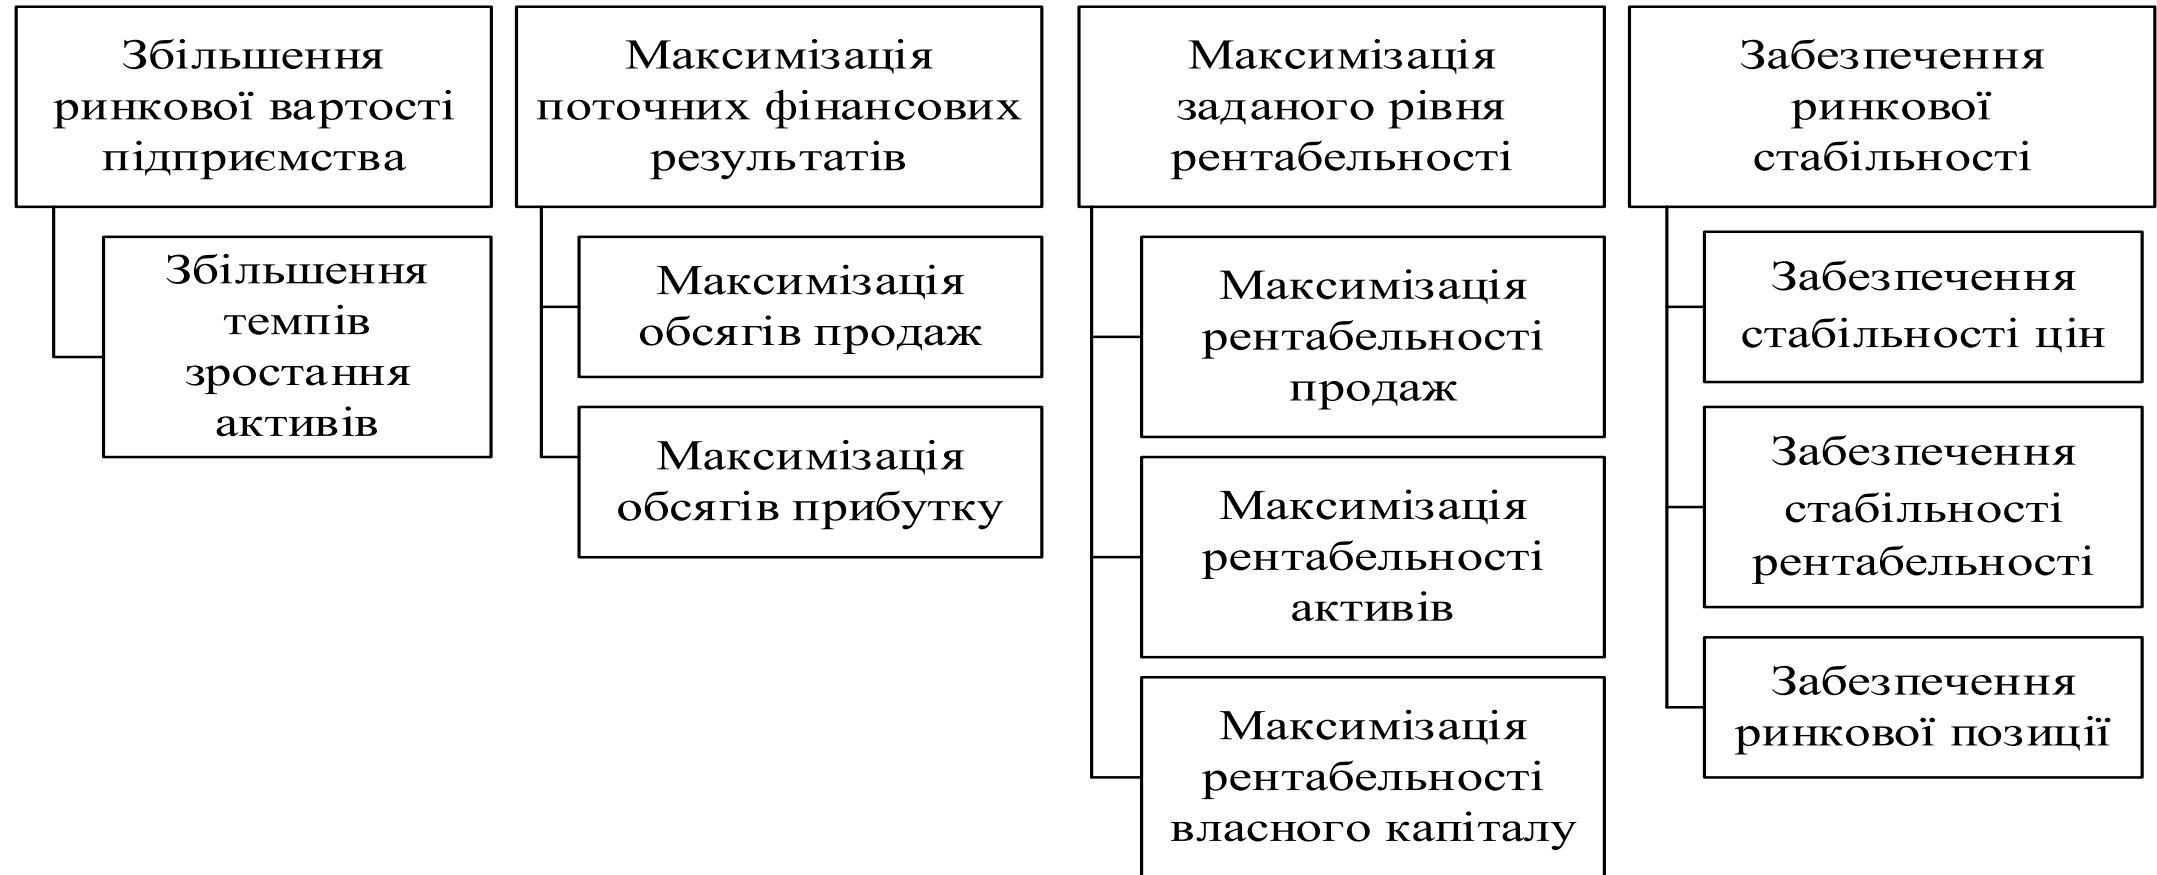 Збільшення
ринкової вартості
підприємства
Збільшення
темпів
зростання
активів
Максимізація
поточних фінансових
результатів
Максимізація
обсягів продаж
Максимізація
обсягів прибутку
Максимізація
заданого рівня
рентабельності
Максимізація
рентабельності
продаж
Максимізація
рентабельності
активів
Максимізація
рентабельності
власного капіталу
Забезпечення
ринкової
стабільності
Забезпечення
стабільності цін
Забезпечення
стабільності
рентабельності
Забезпечення
ринкової позиції